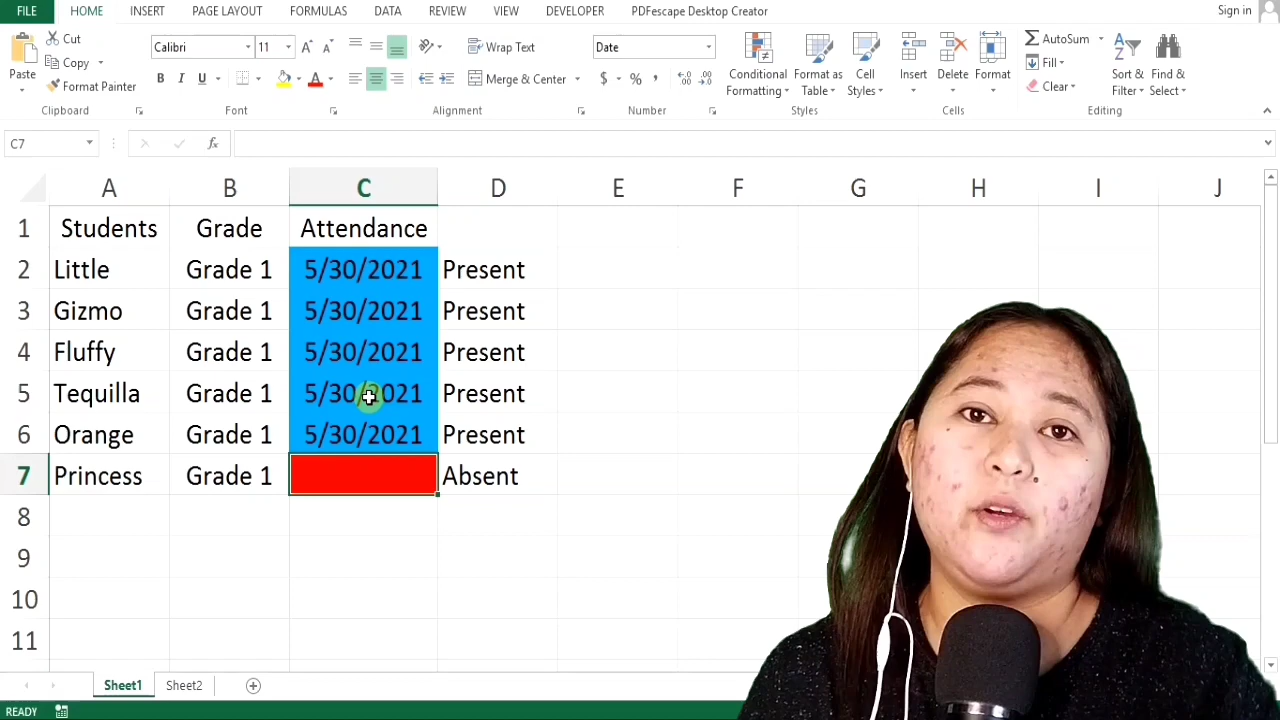 FILE HOME INSERT PAGE LAYOUT FORMULAS DATA REVIEW VIEW DEVELOPER PDFescape Desktop Creator Sign in
Cut
Copy
Format Painter
Paste
Clipboard
Calibri 11
B I U
Font
Wrap Text
Merge & Center
Alignment
Date
$ % ,
Number
Conditional Formatting
Format as Table
Cell Styles
Styles
Insert Delete Format
Cells
AutoSum
Fill
Clear
Sort & Filter
Find & Select
Editing
C7 fx
A B C D E F G H I J
1 Students Grade Attendance
2 Little Grade 1 5/30/2021 Present
3 Gizmo Grade 1 5/30/2021 Present
4 Fluffy Grade 1 5/30/2021 Present
5 Tequilla Grade 1 5/30/2021 Present
6 Orange Grade 1 5/30/2021 Present
7 Princess Grade 1 Absent
8
9
10
11
Sheet1 Sheet2
READY